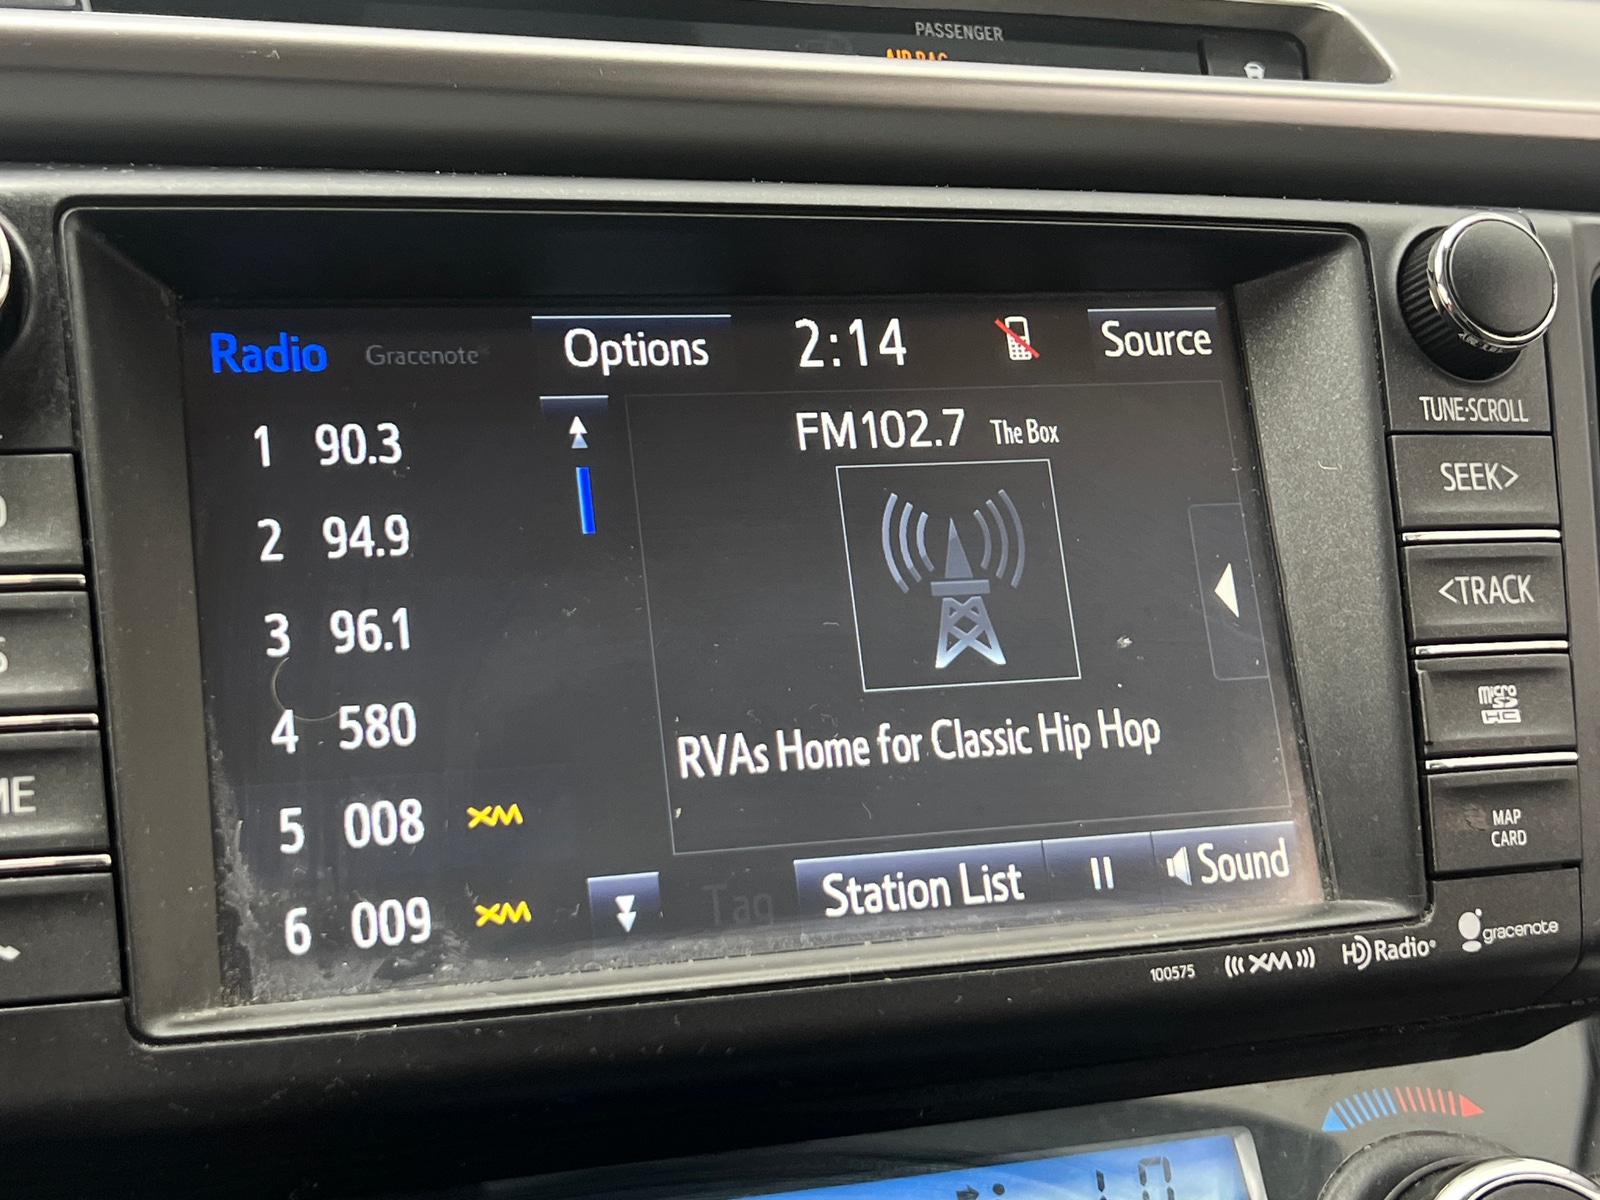 PASSENGER
AIR BAG
Radio Gracenote Options 2:14 Source
1 90.3
2 94.9
3 96.1
4 580
5 008 XM
6 009 XM
FM102.7 The Box
RVAs Home for Classic Hip Hop
Tag Station List Sound
TUNE·SCROLL
SEEK>
<TRACK
micro
SD
HC
MAP
CARD
100575 XM HD Radio® gracenote